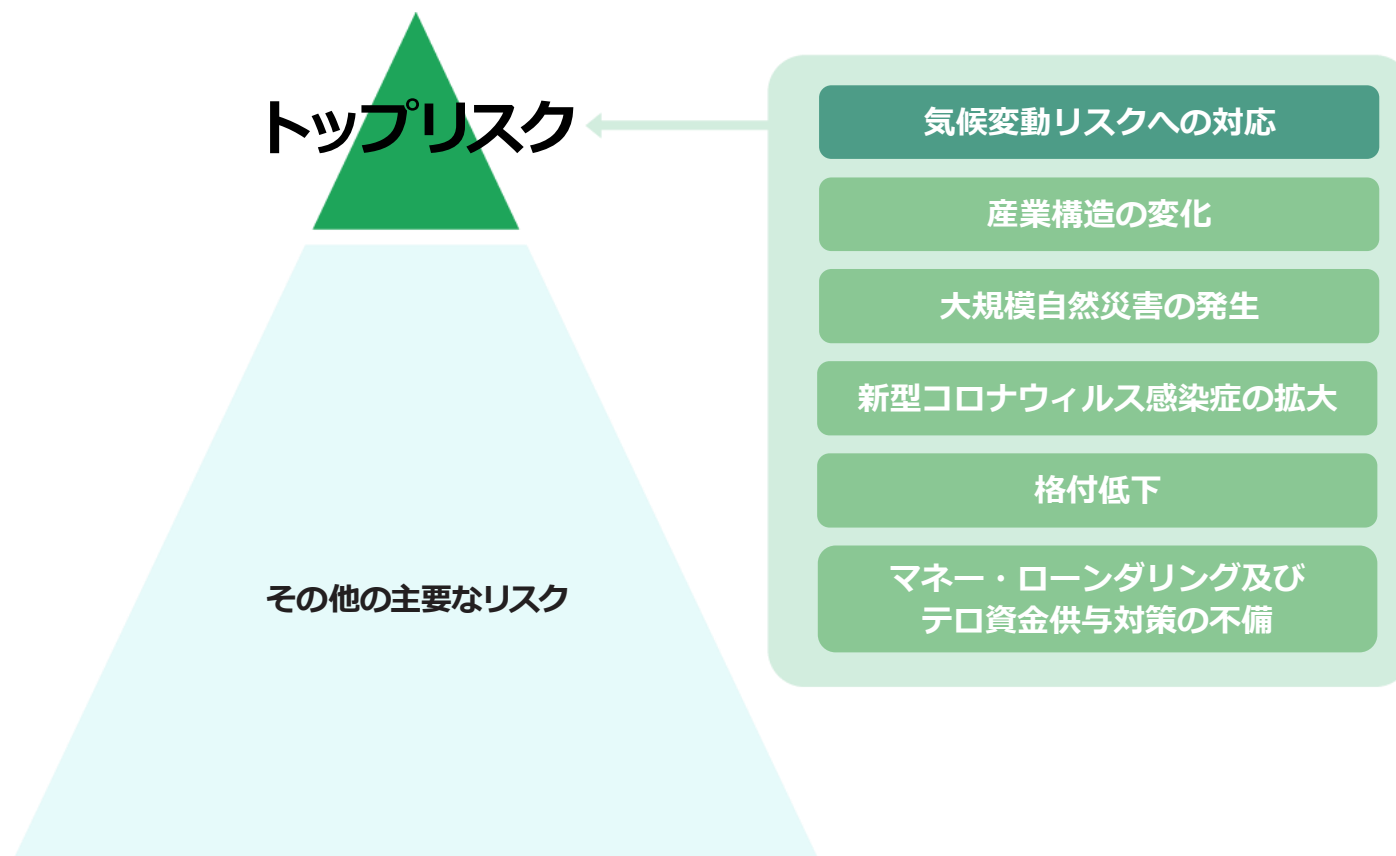 トップリスク
気候変動リスクへの対応
産業構造の変化
大規模自然災害の発生
新型コロナウィルス感染症の拡大
格付低下
マネー・ローンダリング及び
テロ資金供与対策の不備
その他の主要なリスク